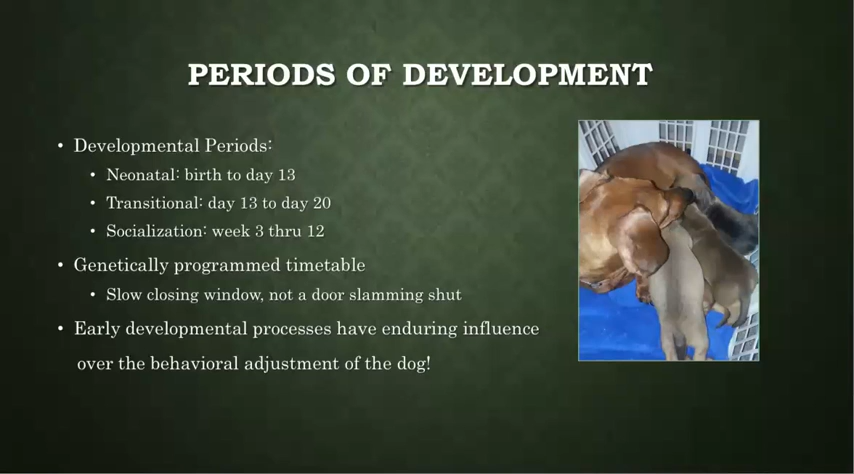 PERIODS OF DEVELOPMENT
• Developmental Periods:
• Neonatal: birth to day 13
• Transitional: day 13 to day 20
• Socialization: week 3 thru 12
• Genetically programmed timetable
• Slow closing window, not a door slamming shut
• Early developmental processes have enduring influence
over the behavioral adjustment of the dog!